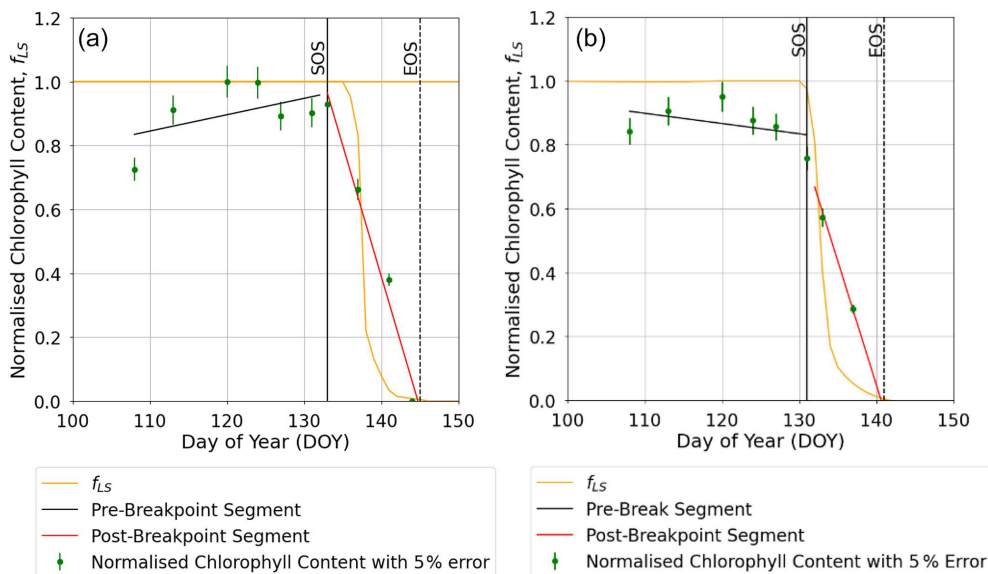 (a)
SOS
EOS
Normalised Chlorophyll Content, f_LS
1.2
1.0
0.8
0.6
0.4
0.2
0.0
100
110
120
130
140
150
Day of Year (DOY)
f_LS
Pre-Breakpoint Segment
Post-Breakpoint Segment
Normalised Chlorophyll Content with 5% error
(b)
SOS
EOS
Normalised Chlorophyll Content, f_LS
1.2
1.0
0.8
0.6
0.4
0.2
0.0
100
110
120
130
140
150
Day of Year (DOY)
f_LS
Pre-Break Segment
Post-Breakpoint Segment
Normalised Chlorophyll Content with 5% Error